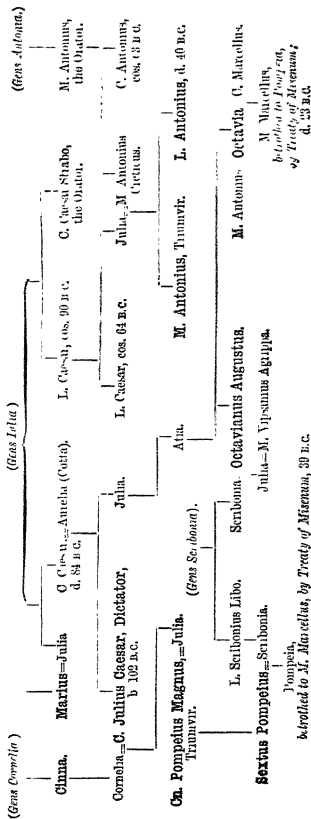 (Gens Cornelia)
(Gens Iulia)
(Gens Antonia.)
Cinna.
Marius=Julia
C. Caesar=Aurelia (Cotta).
d. 84 B.C.
L. Caesar, cos. 90 B.C.
C. Caesar Strabo,
the Orator.
M. Antonius,
the Orator.
Cornelia=C. Julius Caesar, Dictator,
b 102 B.C.
Julia.
L. Caesar, cos. 64 B.C.
Julia=M Antonius
Creticus.
C. Antonius,
cos. 63 B.C.
Cn. Pompeius Magnus,=Julia.
Triumvir.
Atia.
M. Antonius, Triumvir.
L. Antonius, d. 40 B.C.
(Gens Scribonia).
L. Scribonius Libo.
Scribonia
Octavianus Augustus.
M. Antonius
Octavia
C. Marcellus.
Sextus Pompeius=Scribonia.
Julia=M. Vipsanius Agrippa.
M Marcellus,
betrothed to Pompeia,
by Treaty of Misenum;
d. 23 B.C.
Pompeia,
betrothed to M. Marcellus, by Treaty of Misenum, 39 B.C.